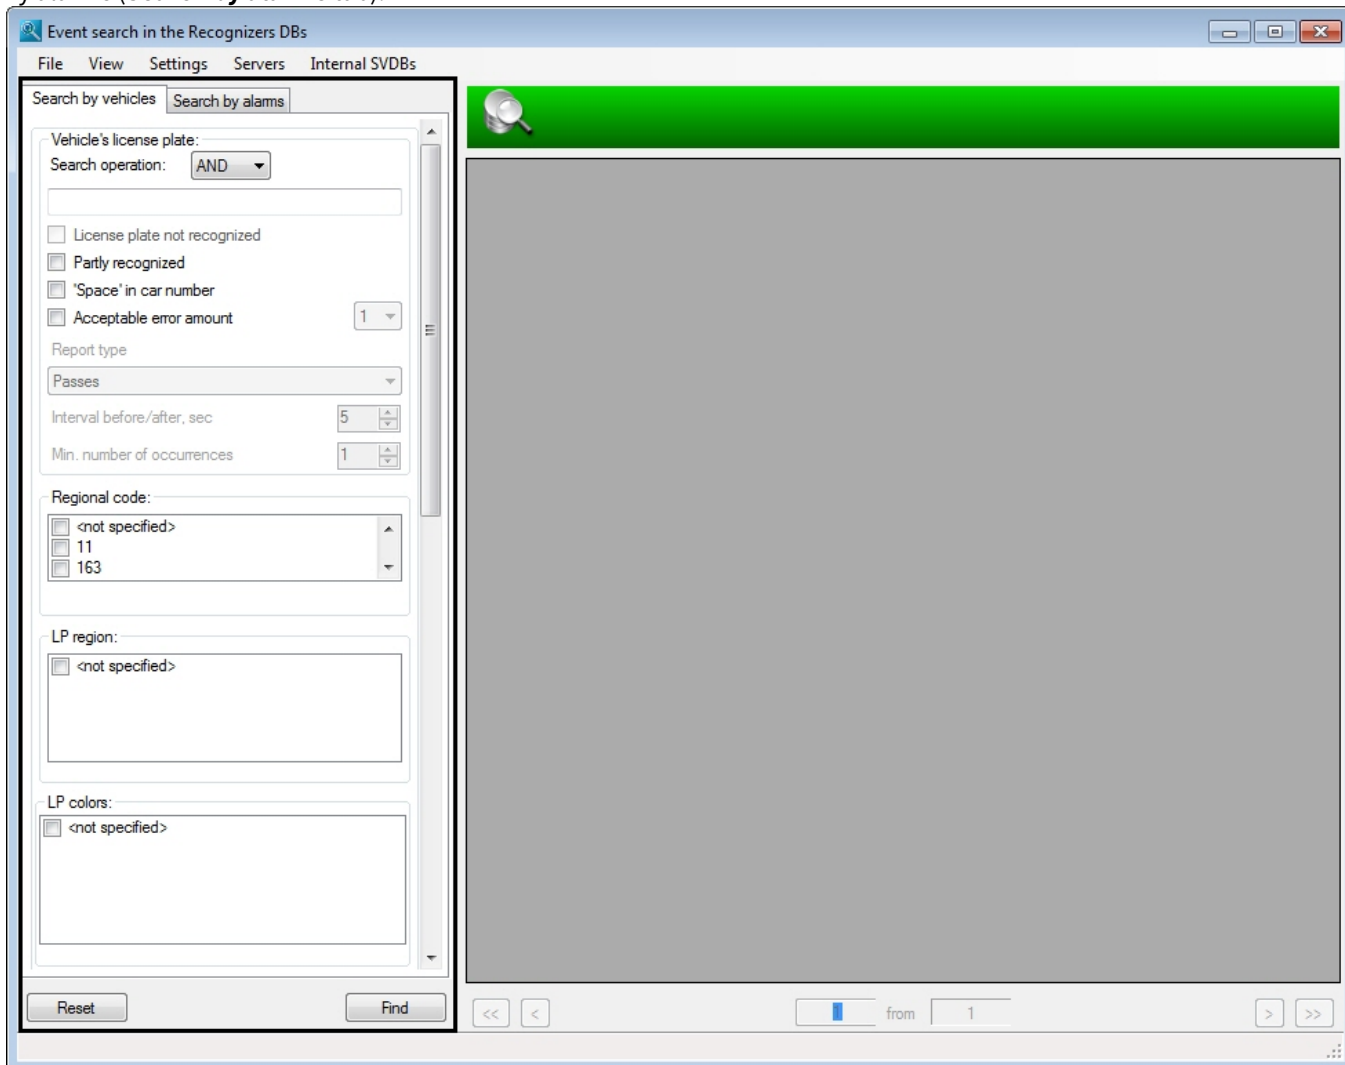 Event search in the Recognizers DBs
File View Settings Servers Internal SVDBs
Search by vehicles Search by alarms
Vehicle's license plate:
Search operation: AND
License plate not recognized
Partly recognized
'Space' in car number
Acceptable error amount 1
Report type
Passes
Interval before/after, sec 5
Min. number of occurrences 1
Regional code:
<not specified>
11
163
LP region:
<not specified>
LP colors:
<not specified>
Reset Find
<< < 1 from 1 > >>